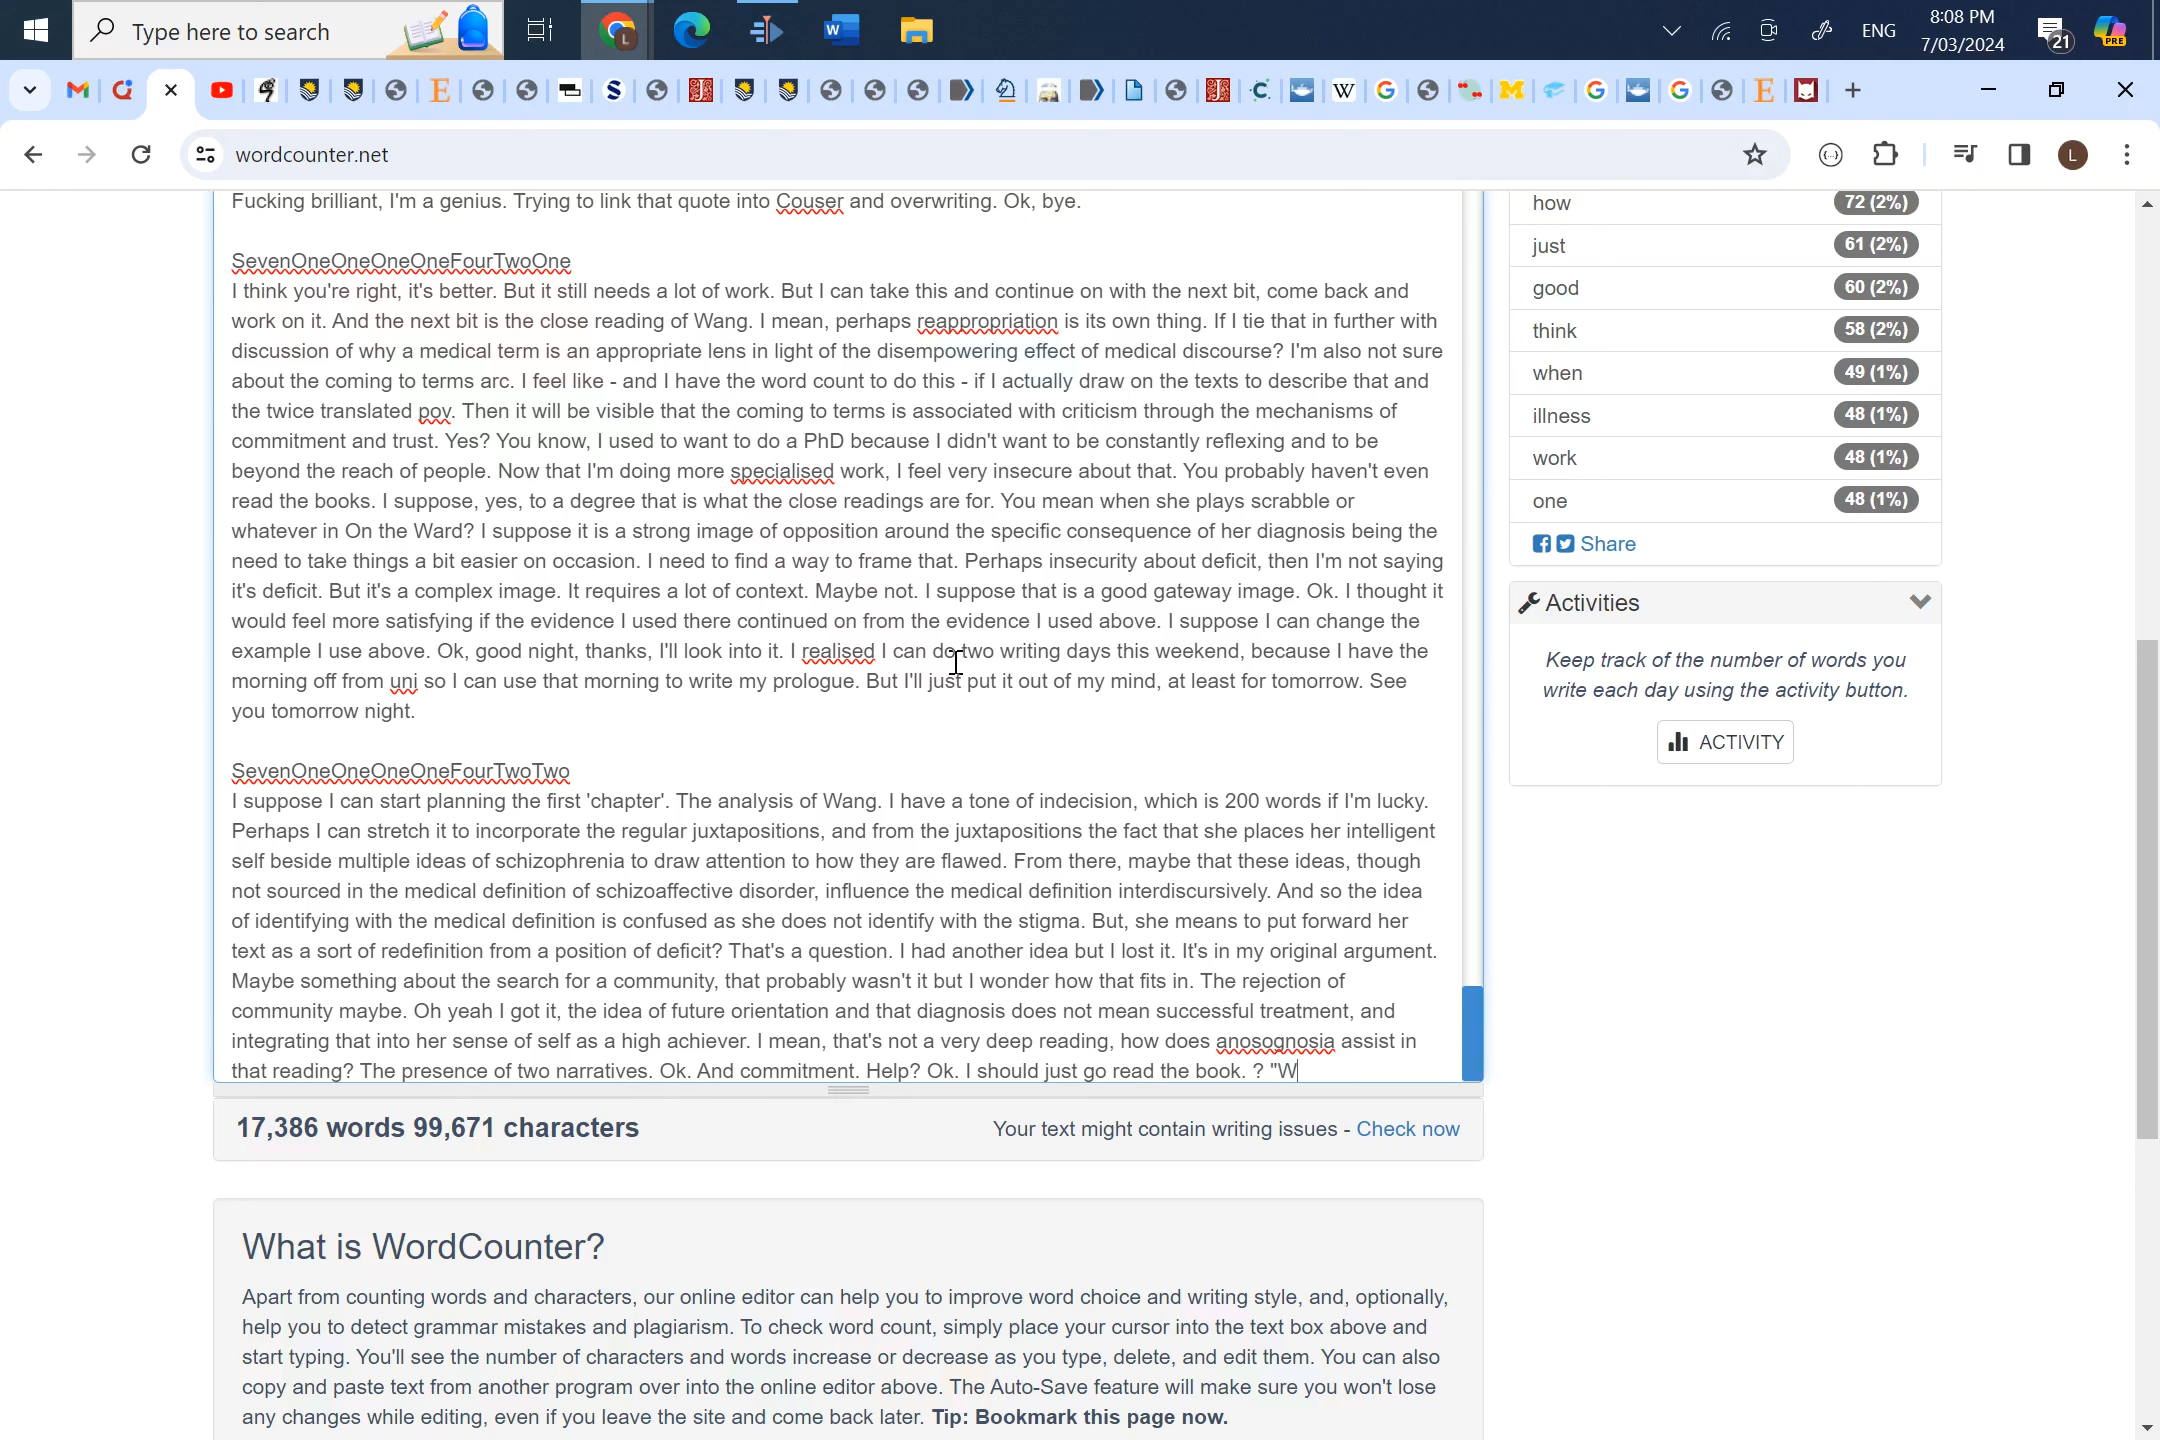 Type here to search
ENG
8:08 PM
7/03/2024
21
PRE
wordcounter.net
L
Fucking brilliant, I'm a genius. Trying to link that quote into Couser and overwriting. Ok, bye.
SevenOneOneOneOneFourTwoOne
I think you're right, it's better. But it still needs a lot of work. But I can take this and continue on with the next bit, come back and
work on it. And the next bit is the close reading of Wang. I mean, perhaps reappropriation is its own thing. If I tie that in further with
discussion of why a medical term is an appropriate lens in light of the disempowering effect of medical discourse? I'm also not sure
about the coming to terms arc. I feel like - and I have the word count to do this - if I actually draw on the texts to describe that and
the twice translated pov. Then it will be visible that the coming to terms is associated with criticism through the mechanisms of
commitment and trust. Yes? You know, I used to want to do a PhD because I didn't want to be constantly reflexing and to be
beyond the reach of people. Now that I'm doing more specialised work, I feel very insecure about that. You probably haven't even
read the books. I suppose, yes, to a degree that is what the close readings are for. You mean when she plays scrabble or
whatever in On the Ward? I suppose it is a strong image of opposition around the specific consequence of her diagnosis being the
need to take things a bit easier on occasion. I need to find a way to frame that. Perhaps insecurity about deficit, then I'm not saying
it's deficit. But it's a complex image. It requires a lot of context. Maybe not. I suppose that is a good gateway image. Ok. I thought it
would feel more satisfying if the evidence I used there continued on from the evidence I used above. I suppose I can change the
example I use above. Ok, good night, thanks, I'll look into it. I realised I can do two writing days this weekend, because I have the
morning off from uni so I can use that morning to write my prologue. But I'll just put it out of my mind, at least for tomorrow. See
you tomorrow night.
SevenOneOneOneOneFourTwoTwo
I suppose I can start planning the first 'chapter'. The analysis of Wang. I have a tone of indecision, which is 200 words if I'm lucky.
Perhaps I can stretch it to incorporate the regular juxtapositions, and from the juxtapositions the fact that she places her intelligent
self beside multiple ideas of schizophrenia to draw attention to how they are flawed. From there, maybe that these ideas, though
not sourced in the medical definition of schizoaffective disorder, influence the medical definition interdiscursively. And so the idea
of identifying with the medical definition is confused as she does not identify with the stigma. But, she means to put forward her
text as a sort of redefinition from a position of deficit? That's a question. I had another idea but I lost it. It's in my original argument.
Maybe something about the search for a community, that probably wasn't it but I wonder how that fits in. The rejection of
community maybe. Oh yeah I got it, the idea of future orientation and that diagnosis does not mean successful treatment, and
integrating that into her sense of self as a high achiever. I mean, that's not a very deep reading, how does anosognosia assist in
that reading? The presence of two narratives. Ok. And commitment. Help? Ok. I should just go read the book. ? "W
17,386 words 99,671 characters
Your text might contain writing issues - Check now
What is WordCounter?
Apart from counting words and characters, our online editor can help you to improve word choice and writing style, and, optionally,
help you to detect grammar mistakes and plagiarism. To check word count, simply place your cursor into the text box above and
start typing. You'll see the number of characters and words increase or decrease as you type, delete, and edit them. You can also
copy and paste text from another program over into the online editor above. The Auto-Save feature will make sure you won't lose
any changes while editing, even if you leave the site and come back later. Tip: Bookmark this page now.
how 72 (2%)
just 61 (2%)
good 60 (2%)
think 58 (2%)
when 49 (1%)
illness 48 (1%)
work 48 (1%)
one 48 (1%)
Share
Activities
Keep track of the number of words you
write each day using the activity button.
ACTIVITY